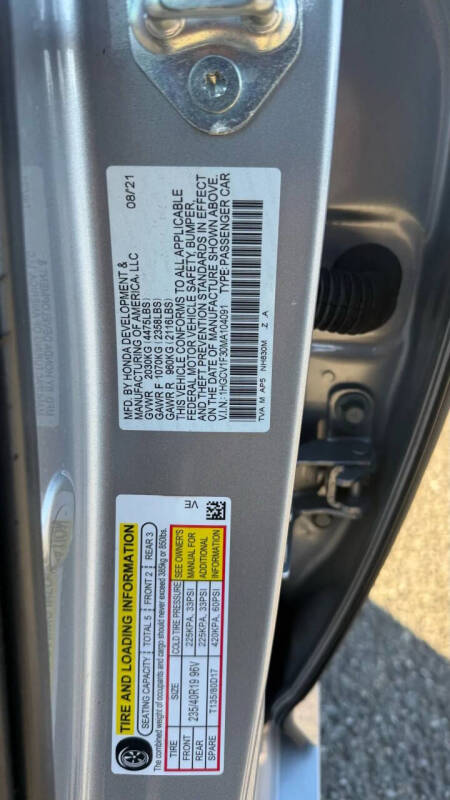 MFD. BY HONDA DEVELOPMENT & 08/21
MANUFACTURING OF AMERICA, LLC
GVWR 2030KG (4475LBS)
GAWR F 1070KG (2358LBS)
GAWR R 960KG (2116LBS)
THIS VEHICLE CONFORMS TO ALL APPLICABLE
FEDERAL MOTOR VEHICLE SAFETY, BUMPER,
AND THEFT PREVENTION STANDARDS IN EFFECT
ON THE DATE OF MANUFACTURE SHOWN ABOVE.
V.I.N.: 1HGCV1F30MA104091 TYPE:PASSENGER CAR
TVA M AP5 NH830M Z A
VE
TIRE AND LOADING INFORMATION
SEATING CAPACITY TOTAL 5 FRONT 2 REAR 3
The combined weight of occupants and cargo should never exceed 385kg or 850lbs.
TIRE SIZE COLD TIRE PRESSURE SEE OWNER'S
FRONT 235/40R19 96V 225KPA, 33PSI MANUAL FOR
REAR 225KPA, 33PSI ADDITIONAL
SPARE T135/80D17 420KPA, 60PSI INFORMATION